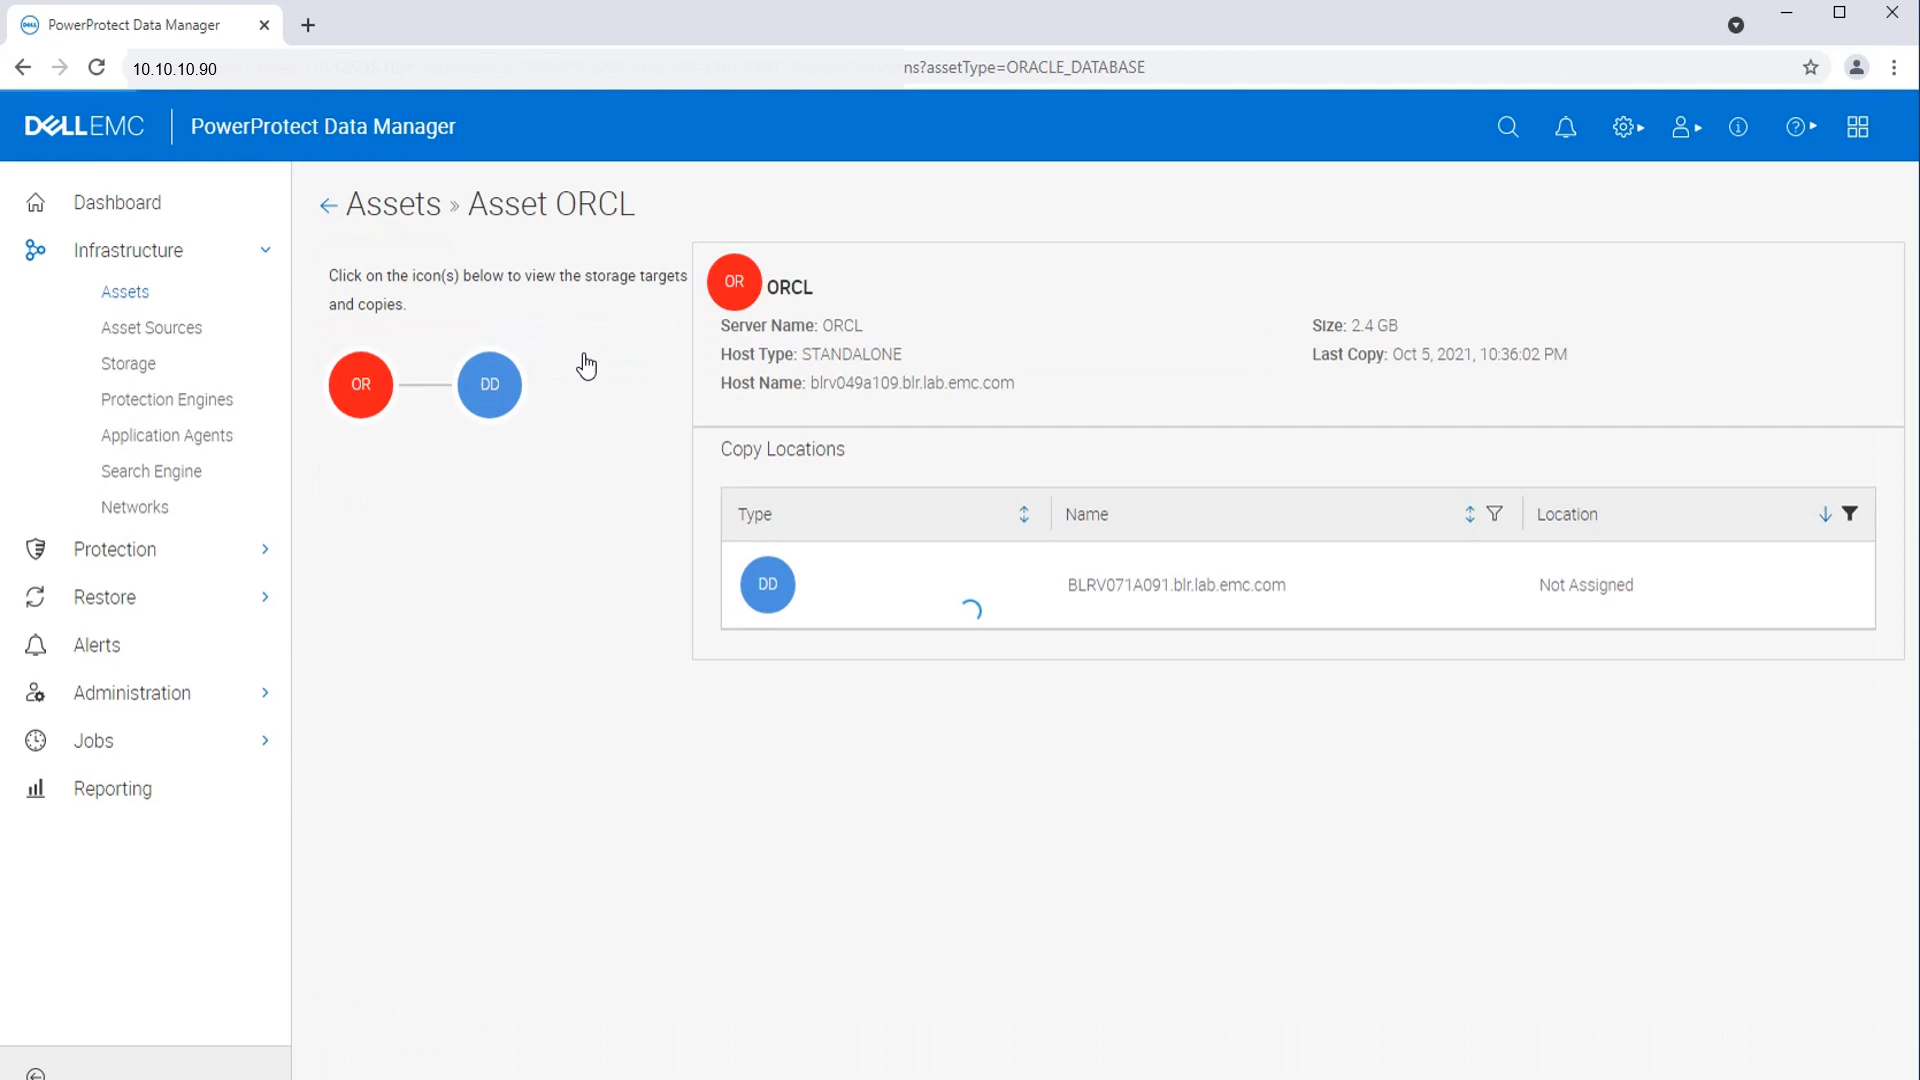 PowerProtect Data Manager
10.10.10.90 ns?assetType=ORACLE_DATABASE
DELLEMC PowerProtect Data Manager
Dashboard
Infrastructure
Assets
Asset Sources
Storage
Protection Engines
Application Agents
Search Engine
Networks
Protection
Restore
Alerts
Administration
Jobs
Reporting
Assets » Asset ORCL
Click on the icon(s) below to view the storage targets
and copies.
OR DD
OR ORCL
Server Name: ORCL
Host Type: STANDALONE
Host Name: blrv049a109.blr.lab.emc.com
Size: 2.4 GB
Last Copy: Oct 5, 2021, 10:36:02 PM
Copy Locations
Type Name Location
DD BLRV071A091.blr.lab.emc.com Not Assigned